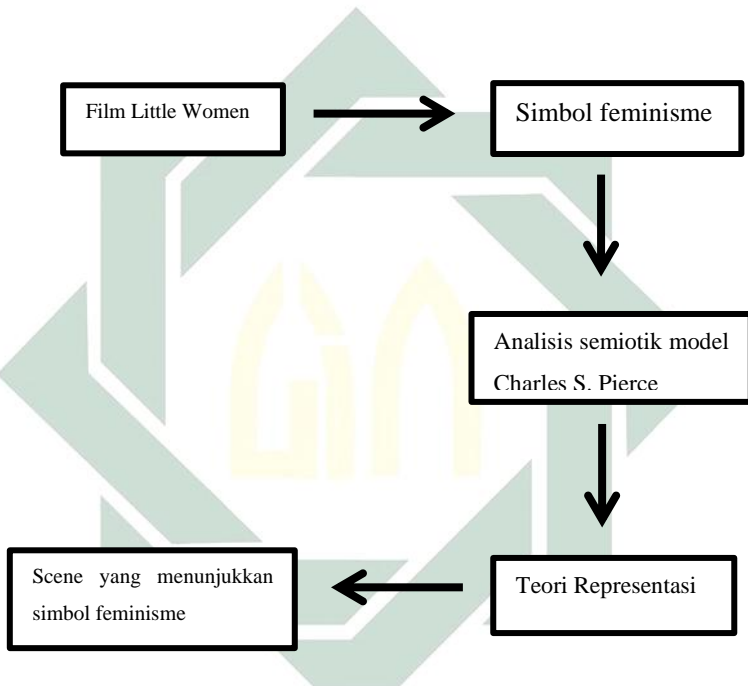 Film Little Women
Simbol feminisme
Analisis semiotik model
Charles S. Pierce
Teori Representasi
Scene yang menunjukkan
simbol feminisme